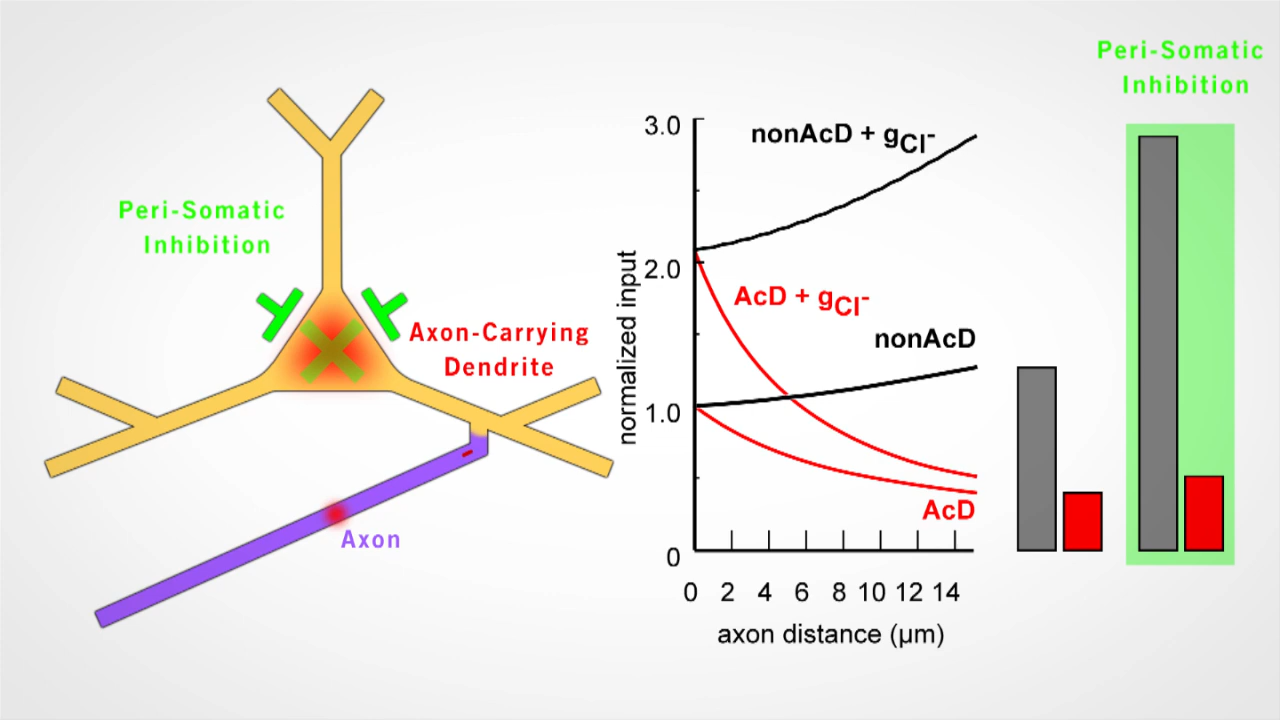 Peri-Somatic
Inhibition
Peri-Somatic
Inhibition
Axon-Carrying
Dendrite
Axon
normalized input
3.0
2.0
1.0
0
nonAcD + gCl-
AcD + gCl-
nonAcD
AcD
0 2 4 6 8 10 12 14
axon distance (µm)